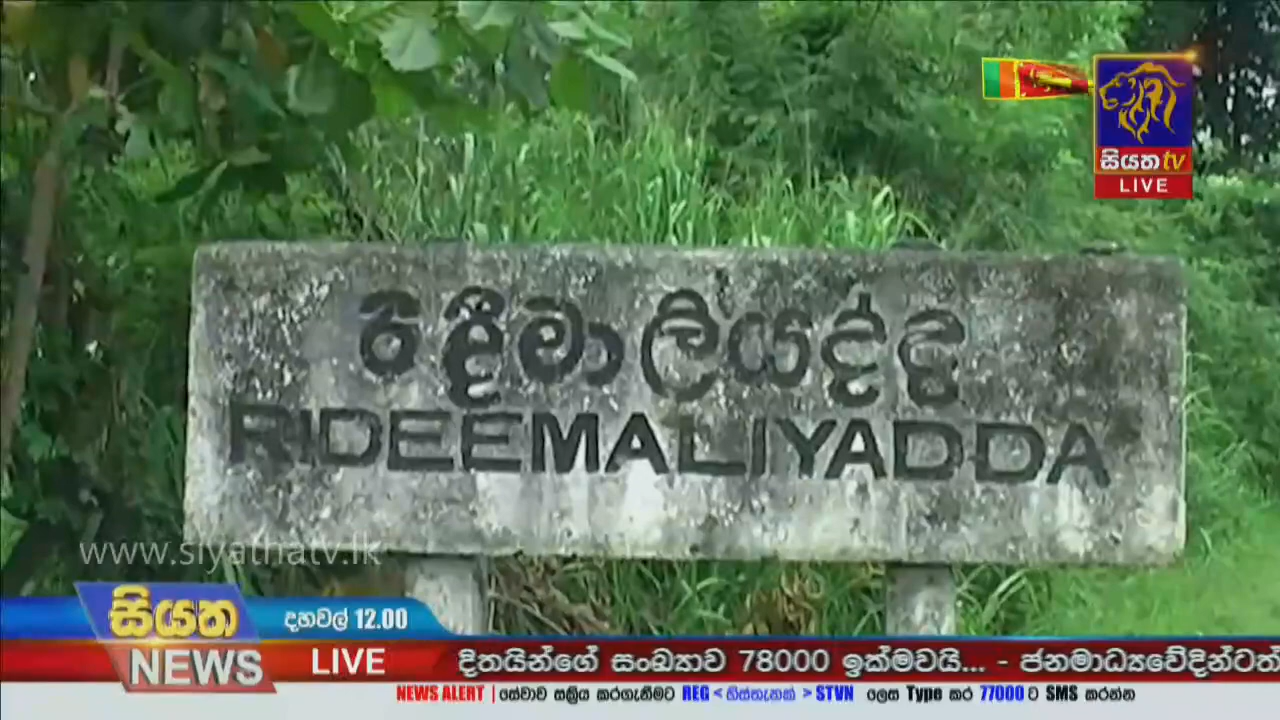 සියත tv
LIVE
රිදීමාලියද්ද
RIDEEMALIYADDA
www.siyathatv.lk
සියත දහවල් 12.00
NEWS LIVE දිතයින්ගේ සංඛ්‍යාව 78000 ඉක්මවයි... - ජනමාධ්‍යවේදින්ටත්
NEWS ALERT | සේවාව සක්‍රීය කරගැනීමට REG < හිස්තැනක් > STVN ලෙස Type කර 77000 ට SMS කරන්න